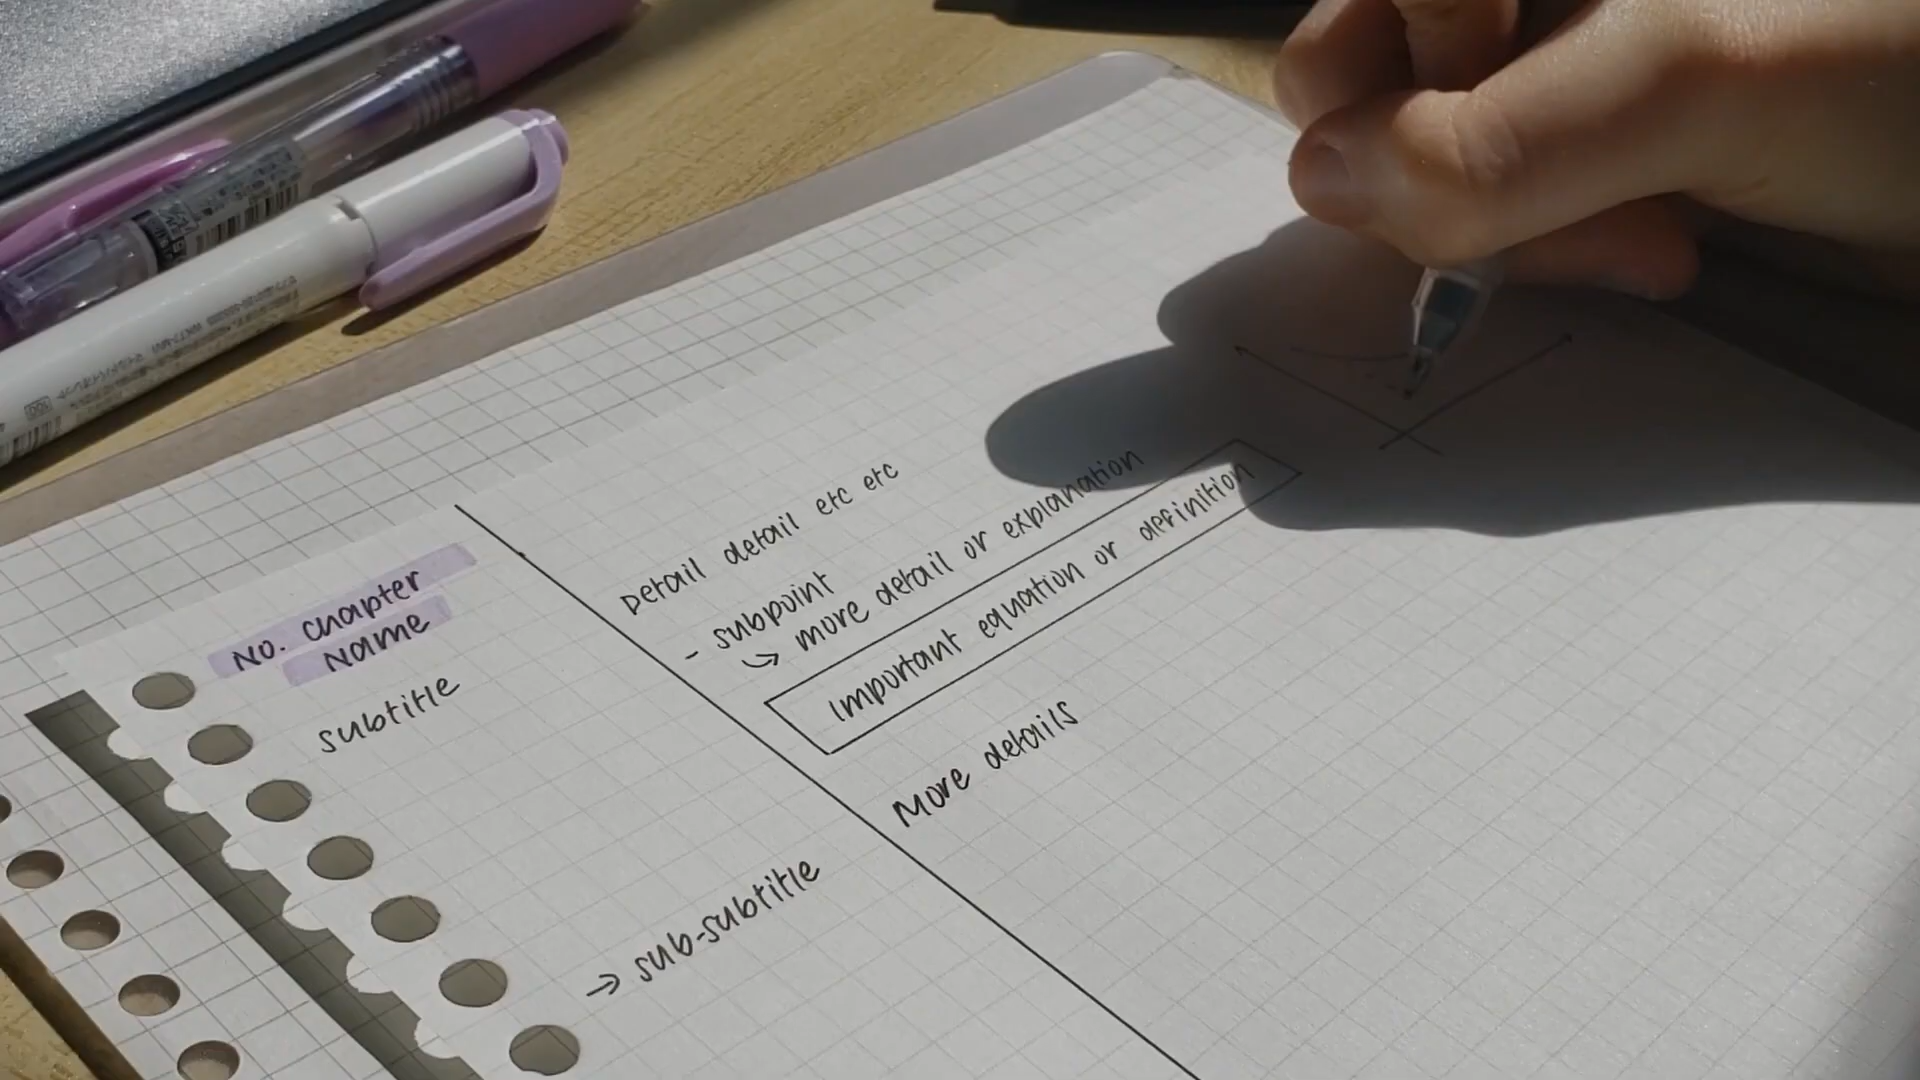 No. chapter
Name
subtitle
→ sub-subtitle
Detail detail etc etc
- subpoint
↪ more detail or explanation
Important equation or definition
More details